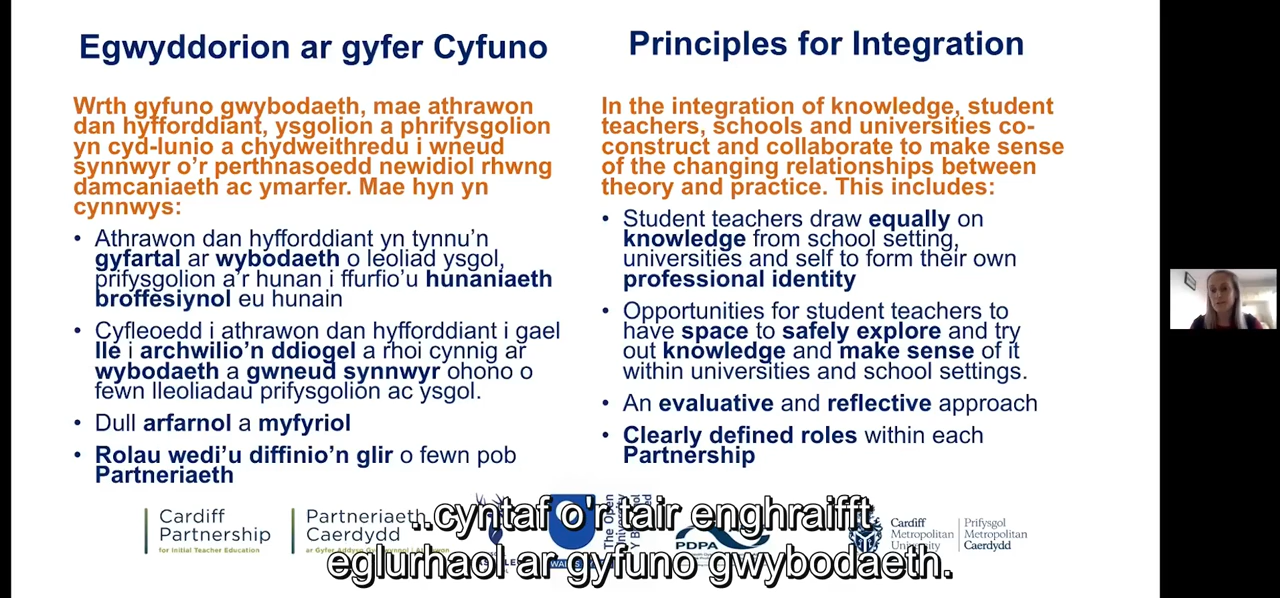 Egwyddorion ar gyfer Cyfuno
Wrth gyfuno gwybodaeth, mae athrawon
dan hyfforddiant, ysgolion a phrifysgolion
yn cyd-lunio a chydweithredu i wneud
synnwyr o'r perthnasoedd newidiol rhwng
damcaniaeth ac ymarfer. Mae hyn yn
cynnwys:
• Athrawon dan hyfforddiant yn tynnu'n
gyfartal ar wybodaeth o leoliad ysgol,
prifysgolion a'r hunan i ffurfio'u hunaniaeth
broffesiynol eu hunain
• Cyfleoedd i athrawon dan hyfforddiant i gael
lle i archwilio'n ddiogel a rhoi cynnig ar
wybodaeth a gwneud synnwyr ohono o
fewn lleoliadau prifysgolion ac ysgol.
• Dull arfarnol a myfyriol
• Rolau wedi'u diffinio'n glir o fewn pob
Partneriaeth
Principles for Integration
In the integration of knowledge, student
teachers, schools and universities co-
construct and collaborate to make sense
of the changing relationships between
theory and practice. This includes:
• Student teachers draw equally on
knowledge from school setting,
universities and self to form their own
professional identity
• Opportunities for student teachers to
have space to safely explore and try
out knowledge and make sense of it
within universities and school settings.
• An evaluative and reflective approach
• Clearly defined roles within each
Partnership
Cardiff
Partnership
for Initial Teacher Education
Partneriaeth
Caerdydd
The Open
University
PDPA
Cardiff
Metropolitan
University
Prifysgol
Metropolitan
Caerdydd
..cyntaf o'r tair enghraifft
eglurhaol ar gyfuno gwybodaeth.